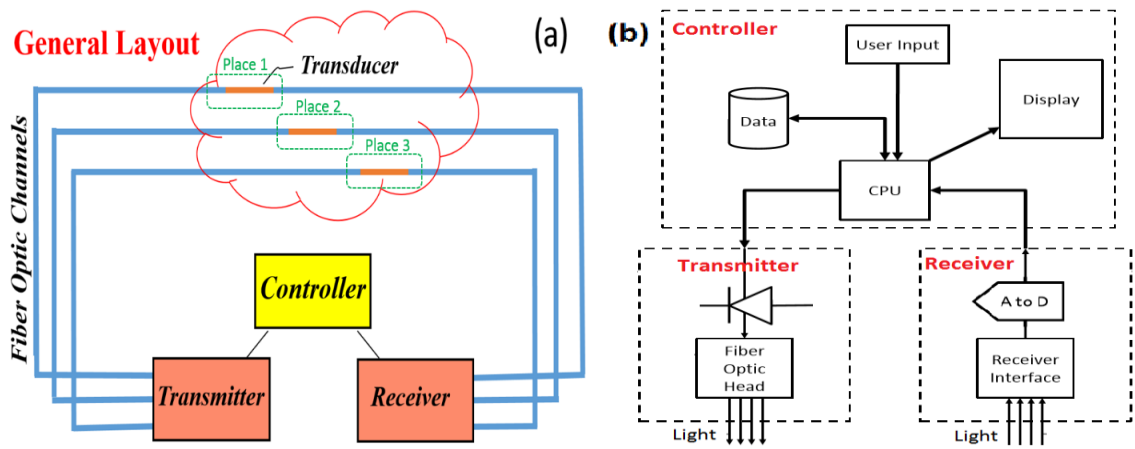 General Layout
(a)
Place 1
Transducer
Place 2
Place 3
Fiber Optic Channels
Controller
Transmitter
Receiver
(b)
Controller
User Input
Data
Display
CPU
Transmitter
Fiber
Optic
Head
Light
Receiver
A to D
Receiver
Interface
Light